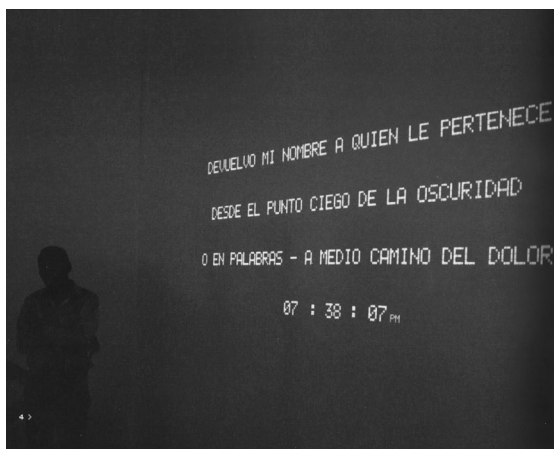 DEVUELVO MI NOMBRE A QUIEN LE PERTENECE
DESDE EL PUNTO CIEGO DE LA OSCURIDAD
O EN PALABRAS - A MEDIO CAMINO DEL DOLOR
07 : 38 : 07 PM
4 >